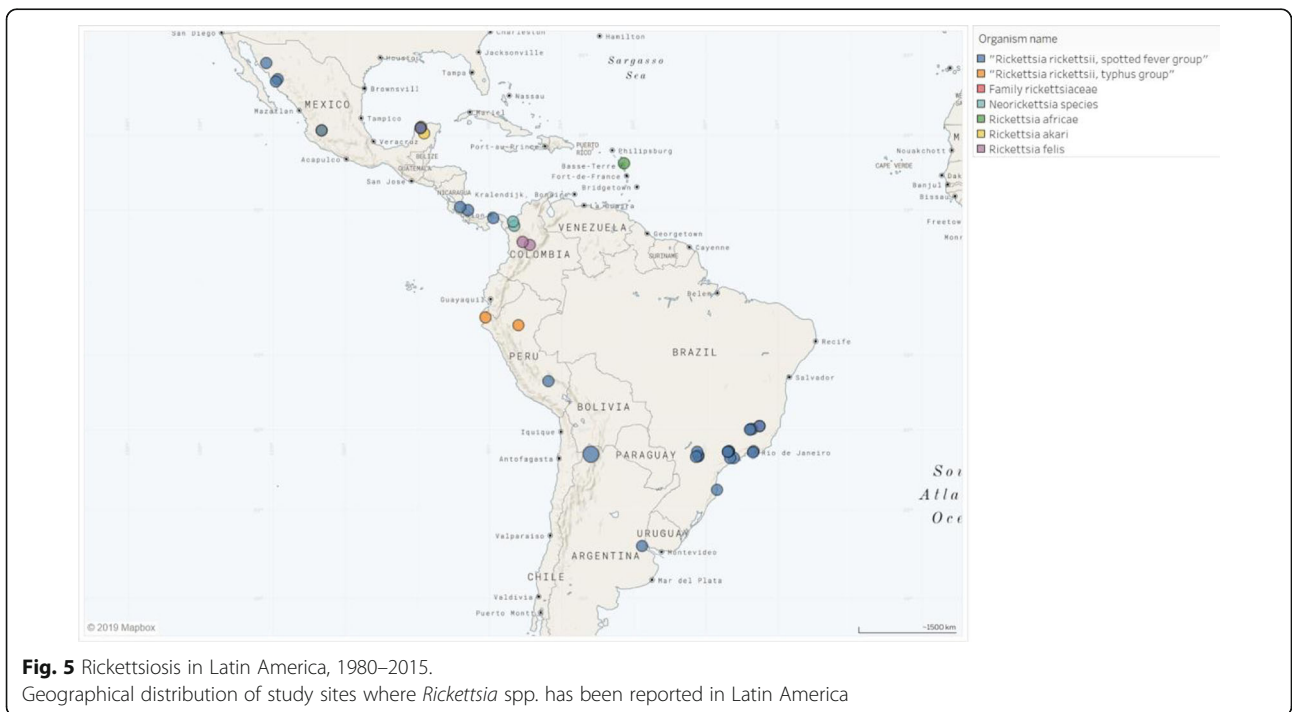 San Diego
Charleston
Hamilton
Jacksonville
Houston
Sargasso
Sea
Tampa
Brownsvill
Nassau
MEXICO
Mazatlan
Mariel
Tampico
Veracruz
Port-au-Prince
PUERTO
RICO
Philipsburg
Acapulco
BELIZE
GUATEMALA
Basse-Terre
Fort-de-France
San Jose
Bridgetown
NICARAGUA
Kralendijk,
La Guaira
VENEZUELA
Georgetown
Cayenne
SURINAME
COLOMBIA
Guayaquil
Belem
PERU
BRAZIL
Recife
Salvador
BOLIVIA
Iquique
PARAGUAY
Rio de Janeiro
Antofagasta
Sou
Atla
Oce
Valparaiso
URUGUAY
ARGENTINA
Montevideo
CHILE
Mar del Plata
Valdivia
Puerto Montt
Nouakchott
CAPE VERDE
Dak
Banjul
Bissau
Freetow
Monr
© 2019 Mapbox
~1500 km
Organism name
"Rickettsia rickettsii, spotted fever group"
"Rickettsia rickettsii, typhus group"
Family rickettsiaceae
Neorickettsia species
Rickettsia africae
Rickettsia akari
Rickettsia felis
Fig. 5 Rickettsiosis in Latin America, 1980–2015.
Geographical distribution of study sites where Rickettsia spp. has been reported in Latin America